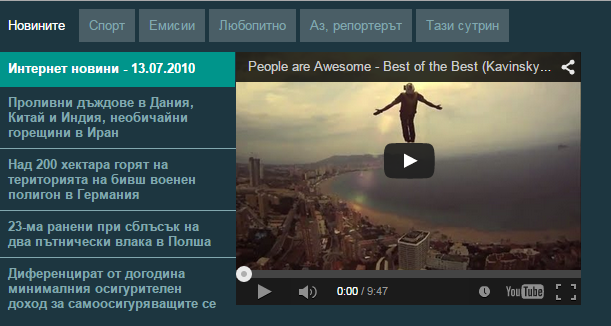 Новините Спорт Емисии Любопитно Аз, репортерът Тази сутрин
Интернет новини - 13.07.2010
Проливни дъждове в Дания,
Китай и Индия, необичайни
горещини в Иран
Над 200 хектара горят на
територията на бивш военен
полигон в Германия
23-ма ранени при сблъсък на
два пътнически влака в Полша
Диференцират от догодина
минималния осигурителен
доход за самоосигуряващите се
People are Awesome - Best of the Best (Kavinsky...
0:00 / 9:47
YouTube